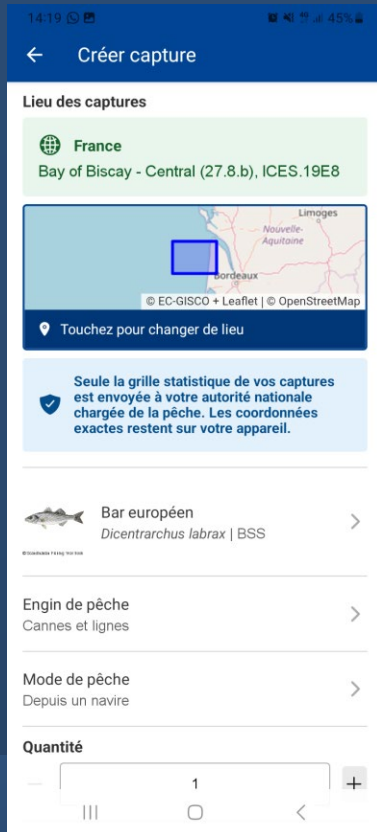 14:19
45%
Créer capture
Lieu des captures
France
Bay of Biscay - Central (27.8.b), ICES.19E8
Limoges
Nouvelle-
Aquitaine
Bordeaux
© EC-GISCO + Leaflet | © OpenStreetMap
Touchez pour changer de lieu
Seule la grille statistique de vos captures
est envoyée à votre autorité nationale
chargée de la pêche. Les coordonnées
exactes restent sur votre appareil.
Bar européen
Dicentrarchus labrax | BSS
Engin de pêche
Cannes et lignes
Mode de pêche
Depuis un navire
Quantité
1